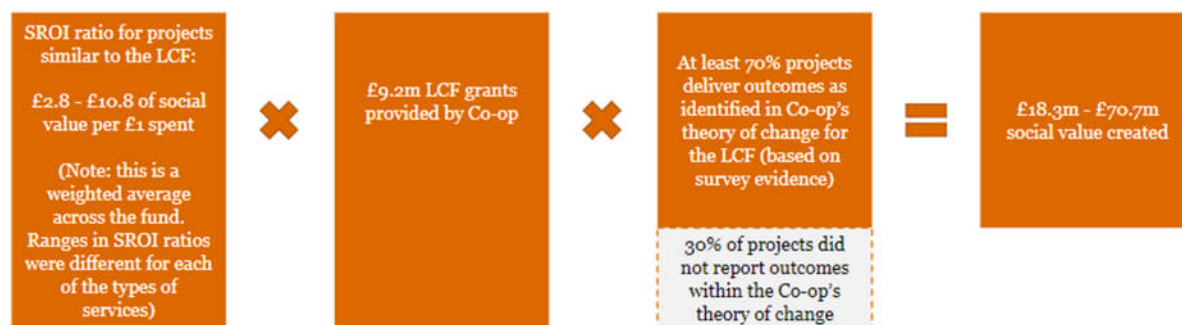 SROI ratio for projects
similar to the LCF:
£2.8 - £10.8 of social
value per £1 spent
(Note: this is a
weighted average
across the fund.
Ranges in SROI ratios
were different for each
of the types of
services)
£9.2m LCF grants
provided by Co-op
At least 70% projects
deliver outcomes as
identified in Co-op's
theory of change for
the LCF (based on
survey evidence)
30% of projects did
not report outcomes
within the Co-op's
theory of change
£18.3m - £70.7m
social value created